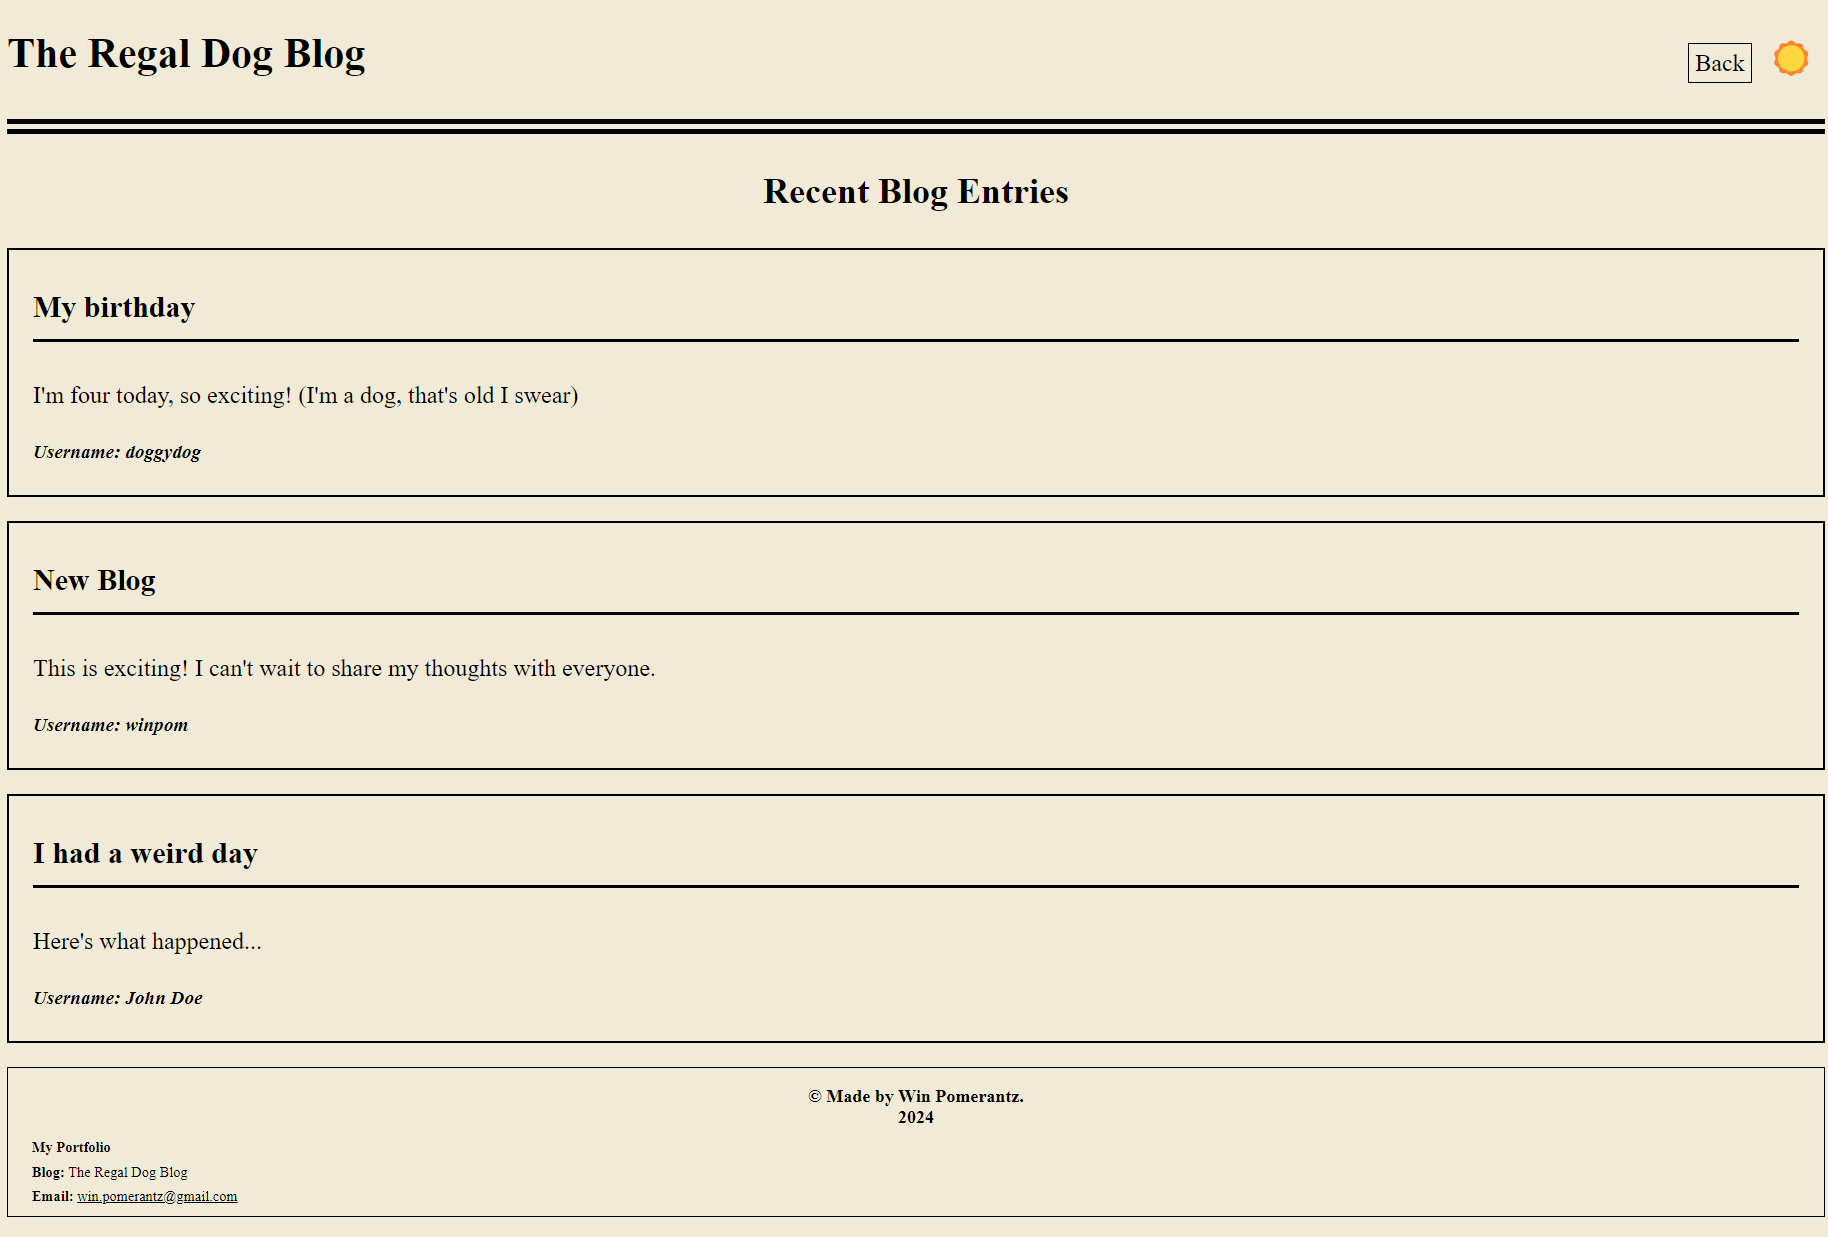 The Regal Dog Blog
Back
Recent Blog Entries
My birthday
I'm four today, so exciting! (I'm a dog, that's old I swear)
Username: doggydog
New Blog
This is exciting! I can't wait to share my thoughts with everyone.
Username: winpom
I had a weird day
Here's what happened...
Username: John Doe
© Made by Win Pomerantz.
2024
My Portfolio
Blog: The Regal Dog Blog
Email: win.pomerantz@gmail.com